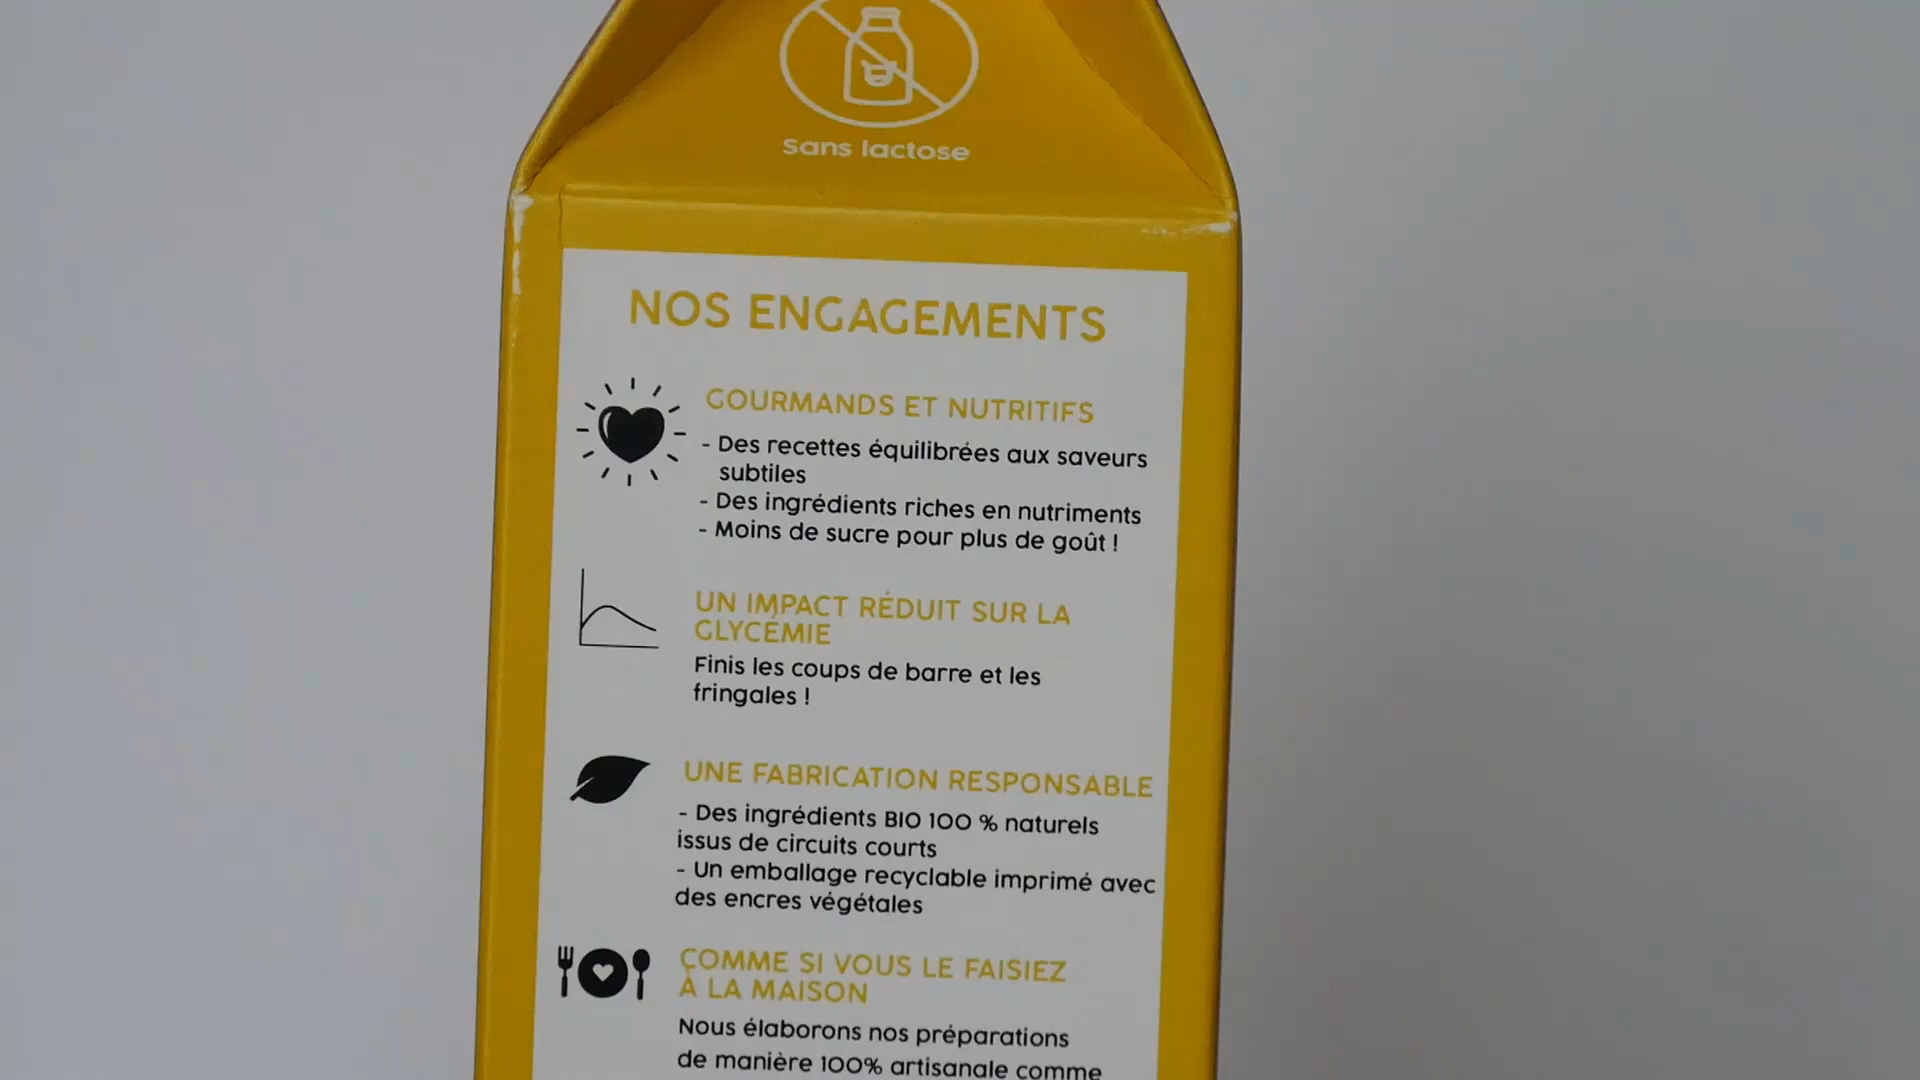 Sans lactose
NOS ENGAGEMENTS
GOURMANDS ET NUTRITIFS
- Des recettes équilibrées aux saveurs
subtiles
- Des ingrédients riches en nutriments
- Moins de sucre pour plus de goût !
UN IMPACT RÉDUIT SUR LA
GLYCÉMIE
Finis les coups de barre et les
fringales !
UNE FABRICATION RESPONSABLE
- Des ingrédients BIO 100 % naturels
issus de circuits courts
- Un emballage recyclable imprimé avec
des encres végétales
COMME SI VOUS LE FAISIEZ
À LA MAISON
Nous élaborons nos préparations
de manière 100% artisanale comme